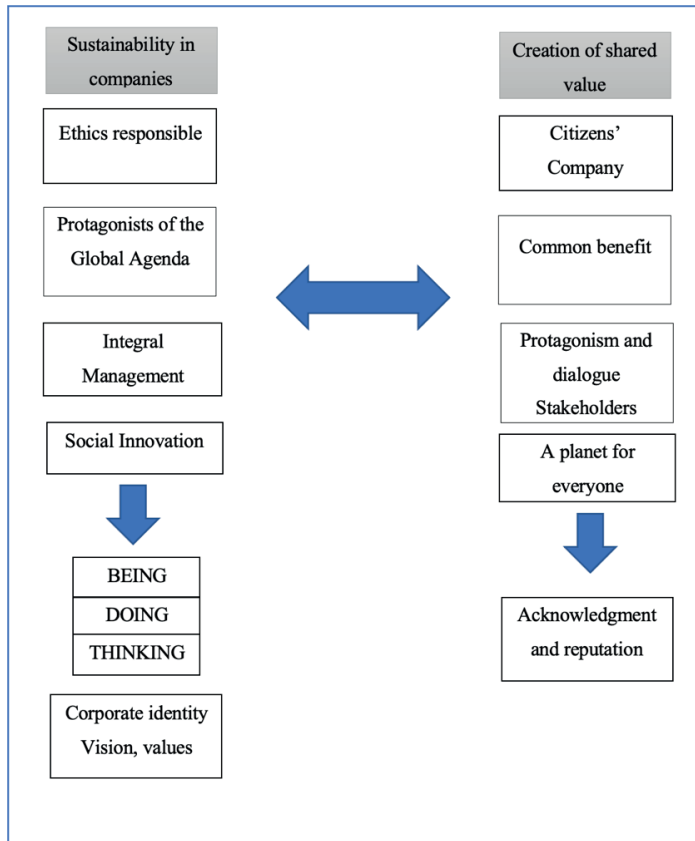 Sustainability in
companies
Ethics responsible
Protagonists of the
Global Agenda
Integral
Management
Social Innovation
BEING
DOING
THINKING
Corporate identity
Vision, values
Creation of shared
value
Citizens’
Company
Common benefit
Protagonism and
dialogue
Stakeholders
A planet for
everyone
Acknowledgment
and reputation